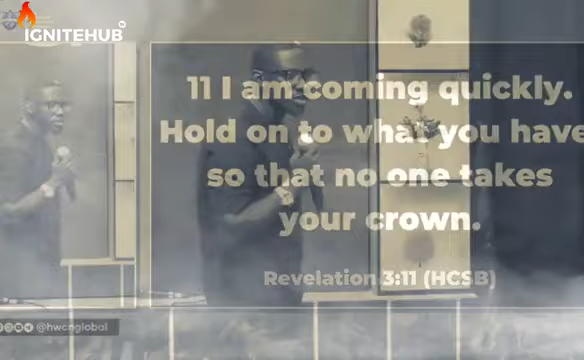 IGNITEHUB
11 I am coming quickly.
Hold on to what you have
so that no one takes
your crown.
Revelation 3:11 (HCSB)
@hwcnglobal